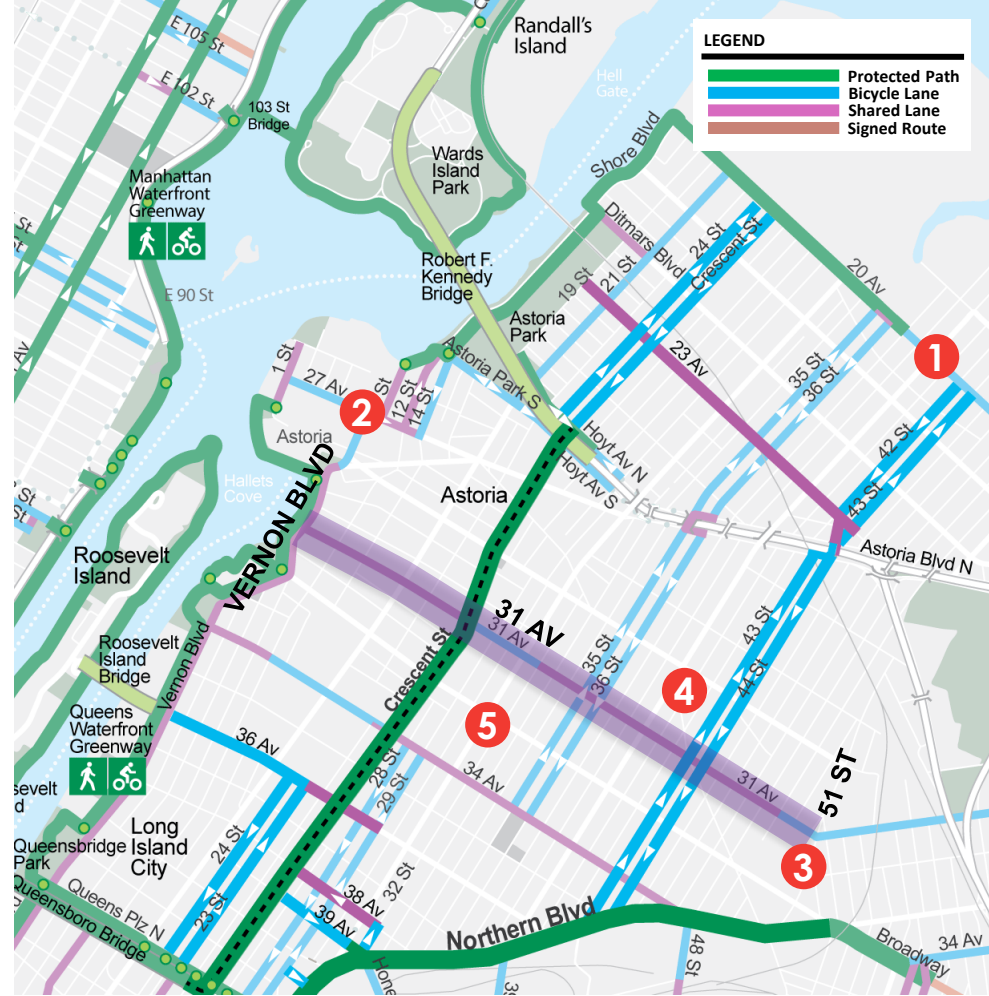 E 105 St
E 102 St
103 St
Bridge
Randall's
Island
Hell
Gate
LEGEND
Protected Path
Bicycle Lane
Shared Lane
Signed Route
Shore Blvd
Wards
Island
Park
Manhattan
Waterfront
Greenway
St
Av
E 90 St
Robert F.
Kennedy
Bridge
Ditmars Blvd
19 St
21 St
24 St
Crescent St
20 Av
Astoria
Park
Astoria Park S
23 Av
35 St
36 St
1
1 St
27 Av
2
St
12 St
14 St
Astoria
Hallets
Cove
VERNON BLVD
Hoyt Av N
Hoyt Av S
Astoria
42 St
43 St
Astoria Blvd N
St
St
Roosevelt
Island
Roosevelt
Island
Bridge
Vernon Blvd
31 AV
31 Av
35 St
36 St
43 St
44 St
4
Crescent St
5
Queens
Waterfront
Greenway
36 Av
28 St
29 St
34 Av
31 Av
51 ST
3
sevelt
d
Long
Island
City
24 St
23 St
Queensbridge
Park
Queensboro Bridge
Queens Plz N
32 St
38 Av
39 Av
Northern Blvd
48 St
Broadway
34 Av